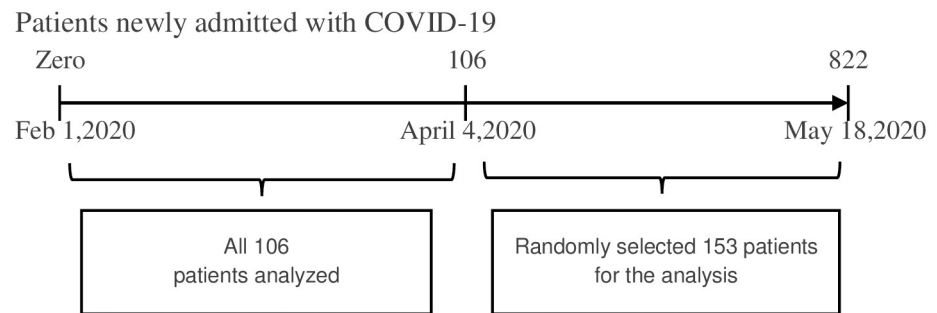 Patients newly admitted with COVID-19
Zero 106 822
Feb 1,2020 April 4,2020 May 18,2020
All 106
patients analyzed
Randomly selected 153 patients
for the analysis